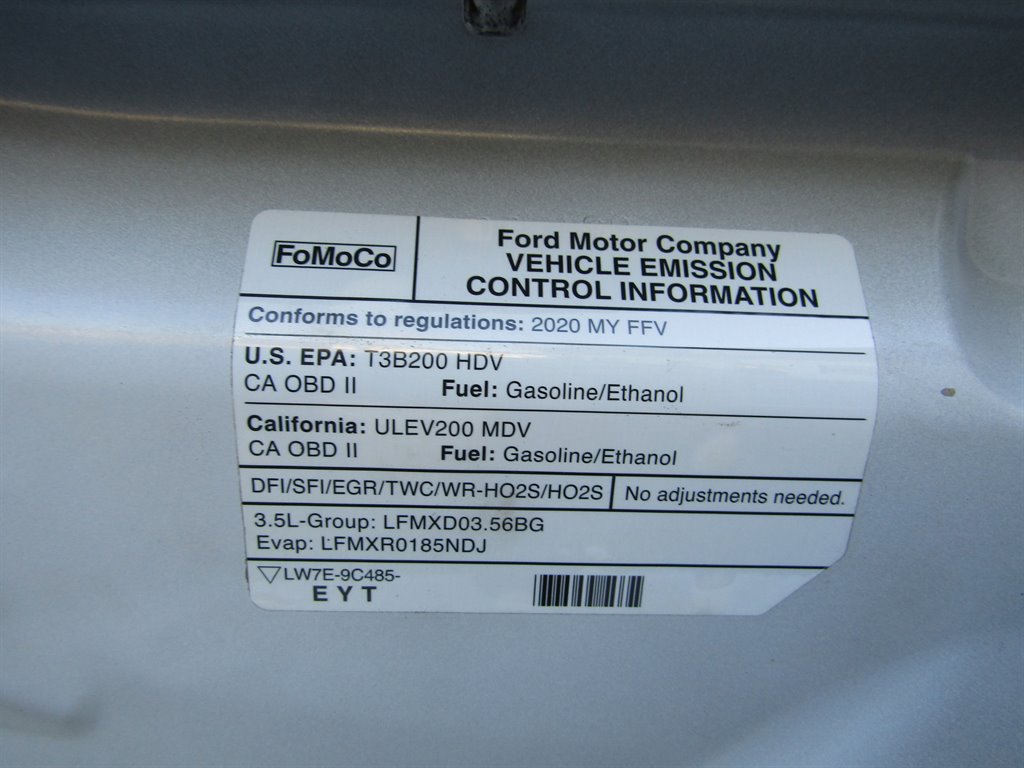 FoMoCo
Ford Motor Company
VEHICLE EMISSION
CONTROL INFORMATION
Conforms to regulations: 2020 MY FFV
U.S. EPA: T3B200 HDV
CA OBD II Fuel: Gasoline/Ethanol
California: ULEV200 MDV
CA OBD II Fuel: Gasoline/Ethanol
DFI/SFI/EGR/TWC/WR-HO2S/HO2S No adjustments needed.
3.5L-Group: LFMXD03.56BG
Evap: LFMXR0185NDJ
LW7E-9C485-
EYT